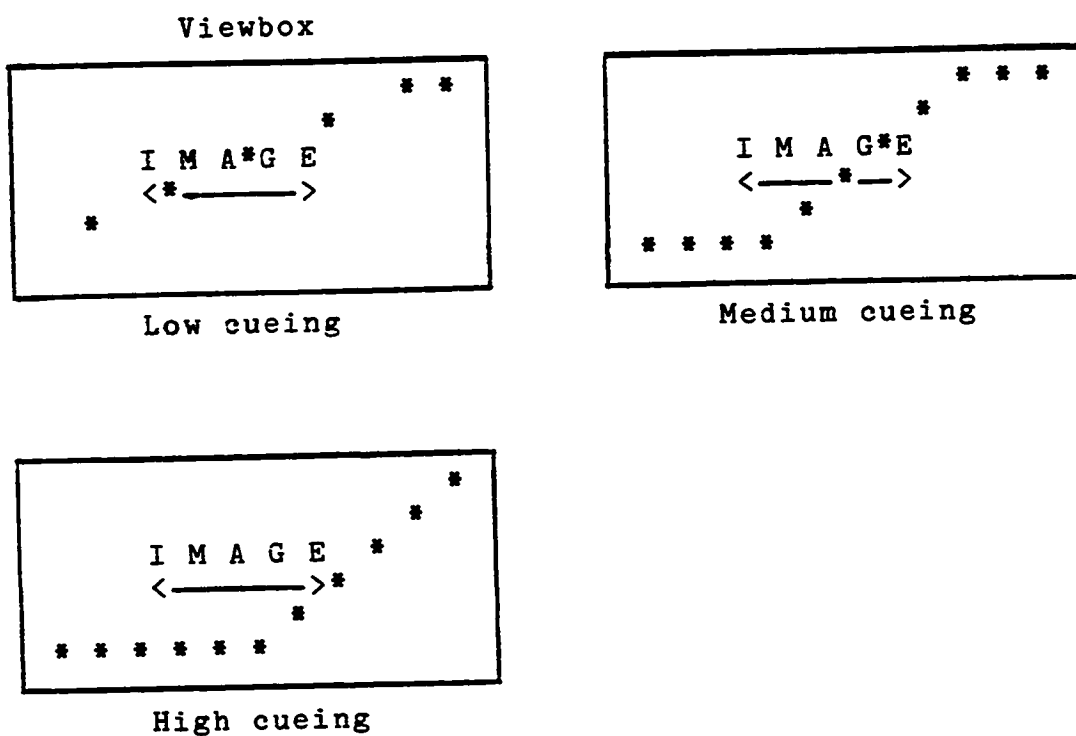 Viewbox
* *
*
I M A*G E
<*———>
*
Low cueing
* * *
*
I M A G*E
<——*—>
*
* * * *
Medium cueing
*
*
I M A G E *
<———>*
*
* * * * * *
High cueing